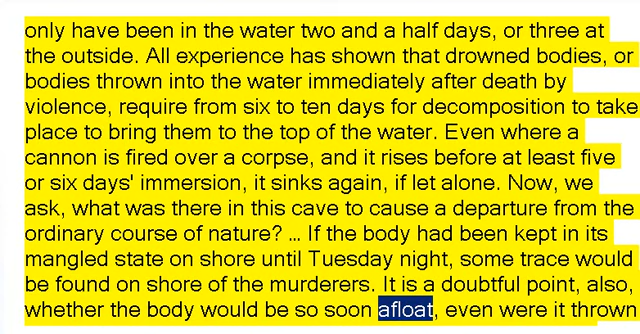 only have been in the water two and a half days, or three at
the outside. All experience has shown that drowned bodies, or
bodies thrown into the water immediately after death by
violence, require from six to ten days for decomposition to take
place to bring them to the top of the water. Even where a
cannon is fired over a corpse, and it rises before at least five
or six days' immersion, it sinks again, if let alone. Now, we
ask, what was there in this cave to cause a departure from the
ordinary course of nature? ... If the body had been kept in its
mangled state on shore until Tuesday night, some trace would
be found on shore of the murderers. It is a doubtful point, also,
whether the body would be so soon afloat, even were it thrown